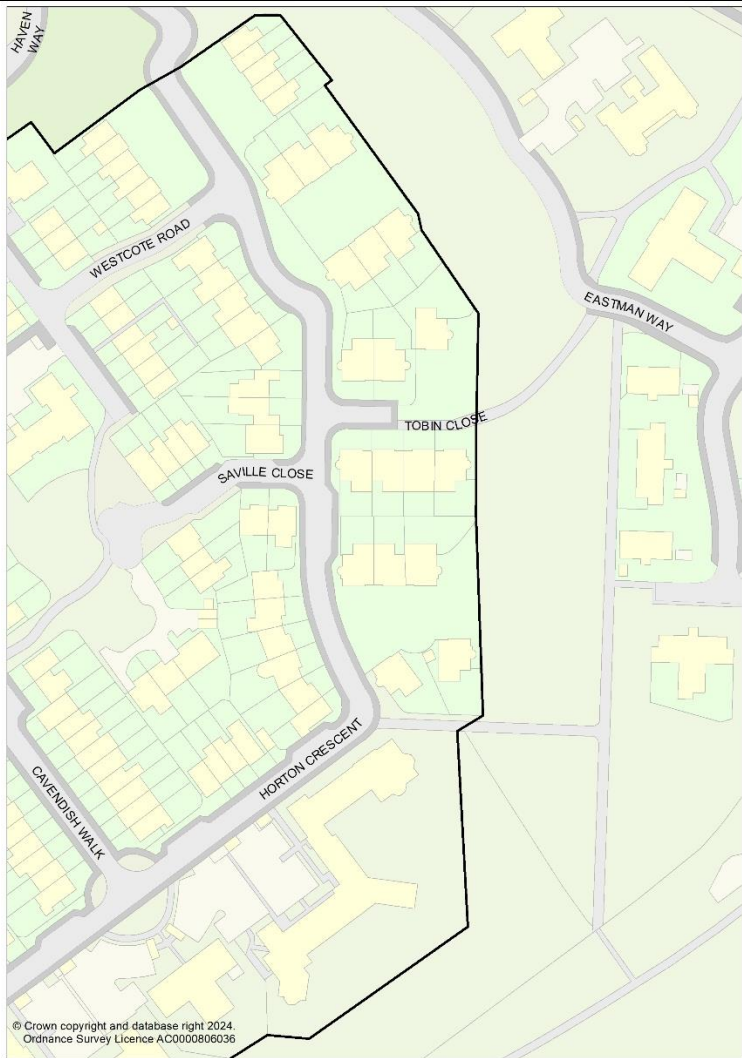 HAVEN
WAY
WESTCOTE ROAD
EASTMAN WAY
TOBIN CLOSE
SAVILLE CLOSE
HORTON CRESCENT
CAVENDISH WALK
© Crown copyright and database right 2024.
Ordnance Survey Licence AC0000806036